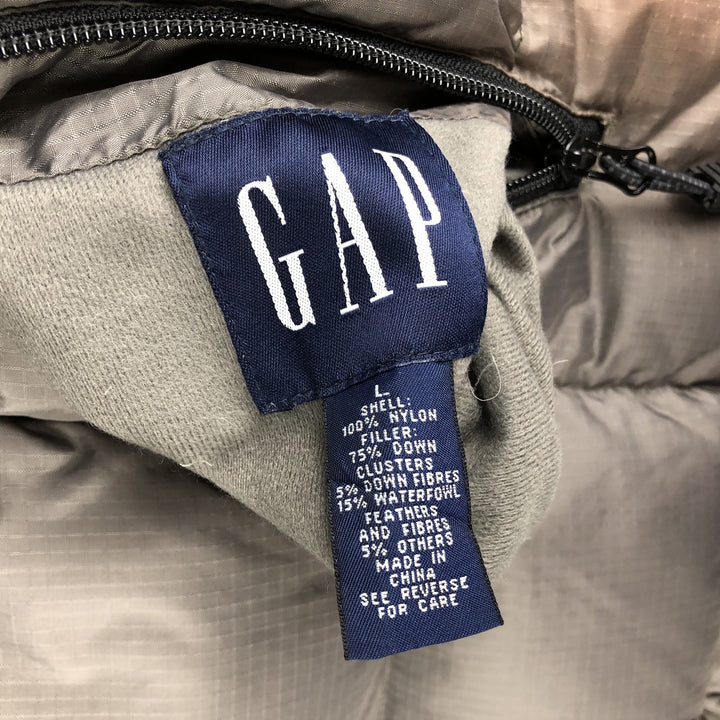 GAP
L
SHELL:
100% NYLON
FILLER:
75% DOWN
CLUSTERS
5% DOWN FIBRES
15% WATERFOWL
FEATHERS
AND FIBRES
5% OTHERS
MADE IN
CHINA
SEE REVERSE
FOR CARE